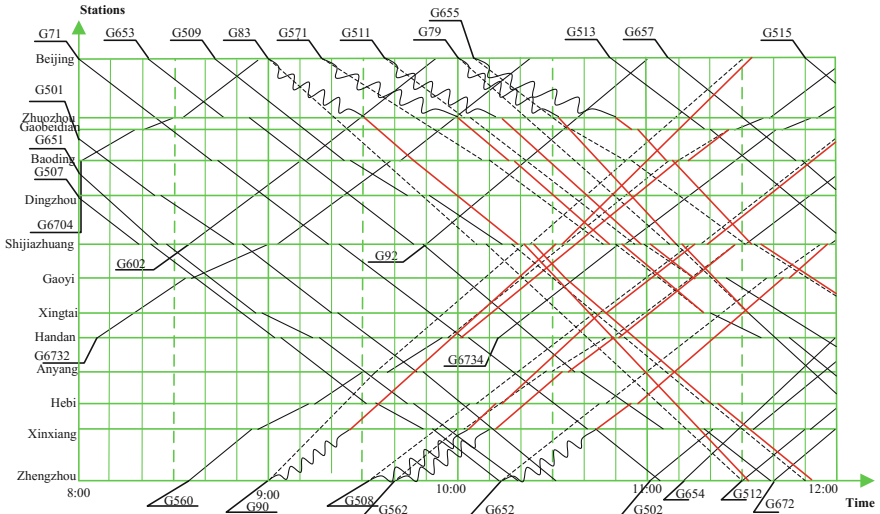 Stations
G655
G71 G653 G509 G83 G571 G511 G79 G513 G657 G515
Beijing
G501
Zhuozhou
Gaobeidian
G651
Baoding
G507
Dingzhou
G6704
Shijiazhuang
G602 G92
Gaoyi
Xingtai
Handan
G6732 G6734
Anyang
Hebi
Xinxiang
Zhengzhou
8:00 9:00 10:00 11:00 12:00
Time
G560 G90 G508 G562 G652 G502 G654 G512 G672